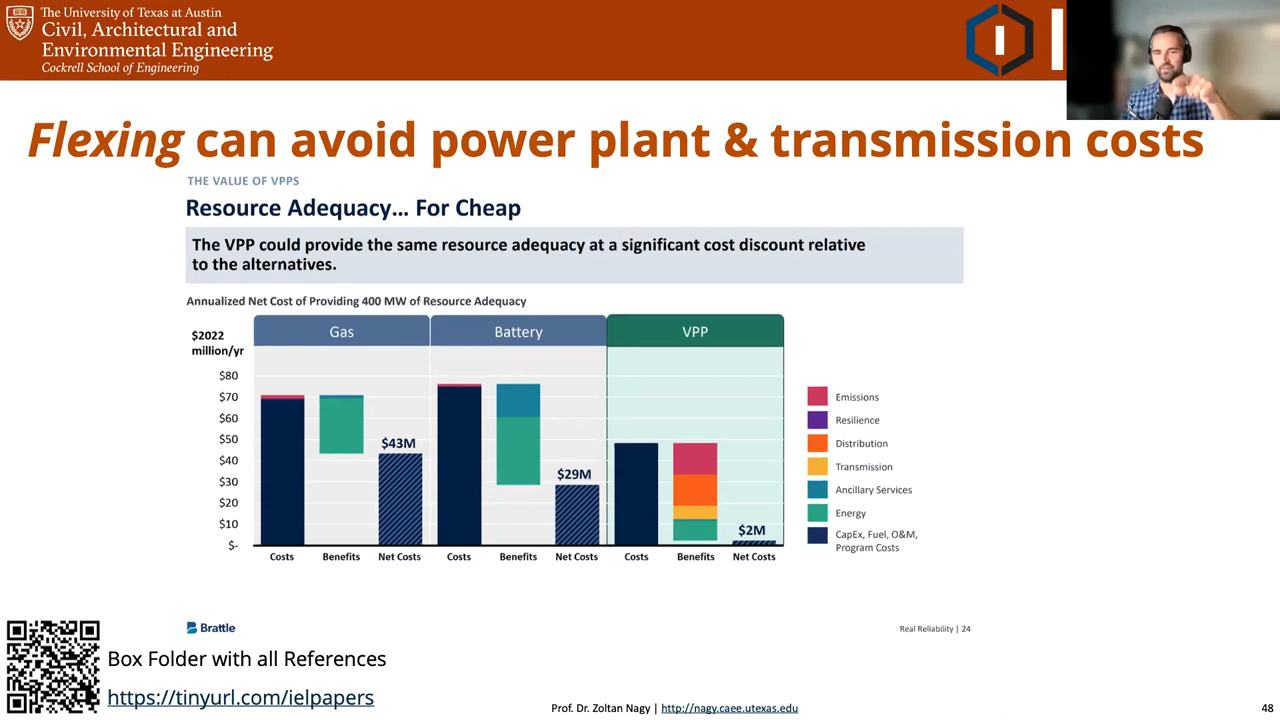 The University of Texas at Austin
Civil, Architectural and
Environmental Engineering
Cockrell School of Engineering
Flexing can avoid power plant & transmission costs
THE VALUE OF VPPS
Resource Adequacy... For Cheap
The VPP could provide the same resource adequacy at a significant cost discount relative
to the alternatives.
Annualized Net Cost of Providing 400 MW of Resource Adequacy
$2022
million/yr
Gas
Battery
VPP
$80
$70
$60
$50
$40
$30
$20
$10
$-
$43M
$29M
$2M
Costs
Benefits
Net Costs
Costs
Benefits
Net Costs
Costs
Benefits
Net Costs
Emissions
Resilience
Distribution
Transmission
Ancillary Services
Energy
CapEx, Fuel, O&M,
Program Costs
Brattle
Real Reliability | 24
Box Folder with all References
https://tinyurl.com/ielpapers
Prof. Dr. Zoltan Nagy | http://nagy.caee.utexas.edu
48